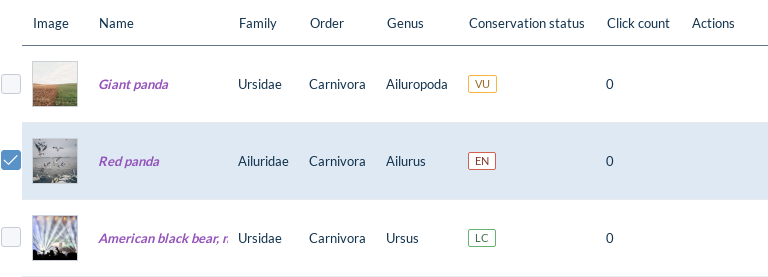 Image Name Family Order Genus Conservation status Click count Actions
Giant panda Ursidae Carnivora Ailuropoda VU 0
Red panda Ailuridae Carnivora Ailurus EN 0
American black bear, Ursidae Carnivora Ursus LC 0